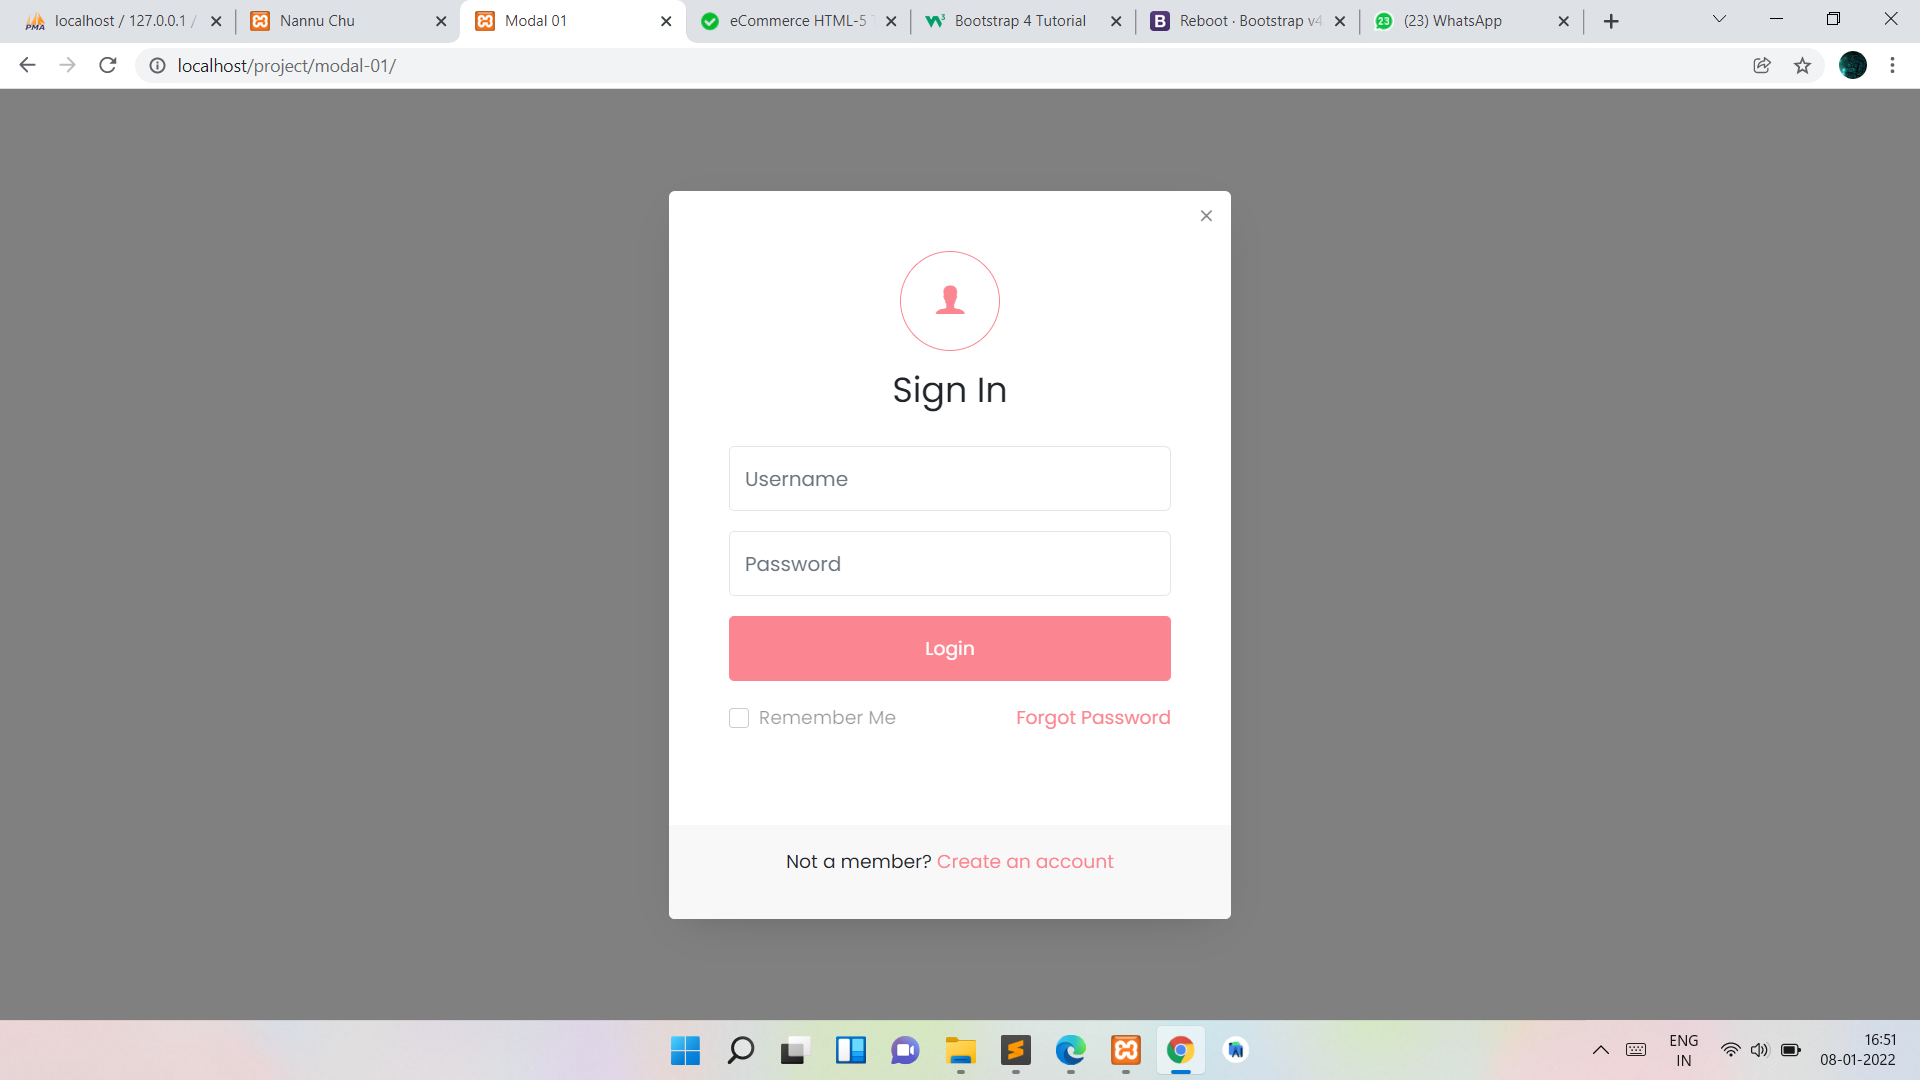 localhost / 127.0.0.1 /
Nannu Chu
Modal 01
eCommerce HTML-5
Bootstrap 4 Tutorial
Reboot · Bootstrap v4
(23) WhatsApp
localhost/project/modal-01/
Sign In
Username
Password
Login
Remember Me
Forgot Password
Not a member? Create an account
ENG
IN
16:51
08-01-2022